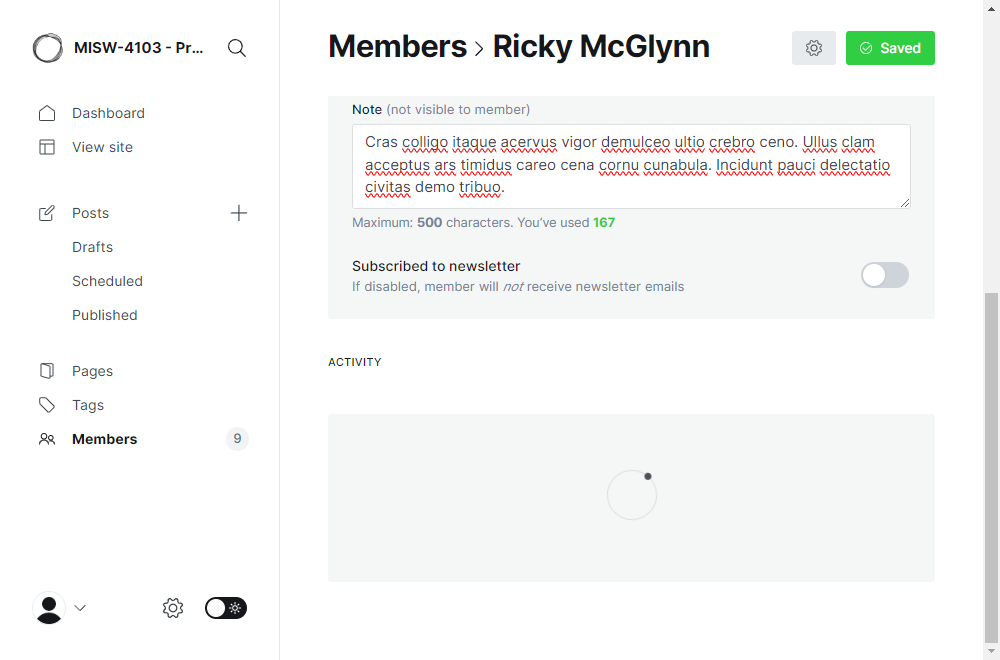 MISW-4103 - Pr...
Dashboard
View site
Posts
Drafts
Scheduled
Published
Pages
Tags
Members
9
Members > Ricky McGlynn
Saved
Note (not visible to member)
Cras colligo itaque acervus vigor demulceo ultio crebro ceno. Ullus clam
acceptus ars timidus careo cena cornu cunabula. Incidunt pauci delectatio
civitas demo tribuo.
Maximum: 500 characters. You’ve used 167
Subscribed to newsletter
If disabled, member will not receive newsletter emails
ACTIVITY